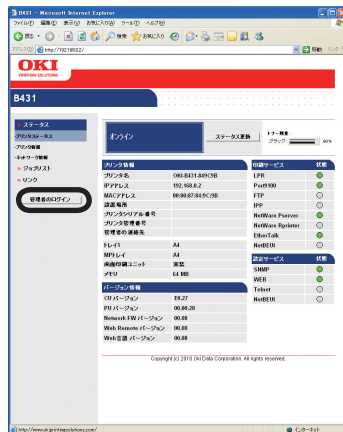 B431 - Microsoft Internet Explorer
ファイル(F) 編集(E) 表示(V) お気に入り(A) ツール(T) ヘルプ(H)
戻る 検索 お気に入り
アドレス(D) http://192.168.0.2/ 移動 リンク
OKI
PRINTING SOLUTIONS
B431
ステータス
・プリンタステータス
・プリンタ情報
・ネットワーク情報
ジョブリスト
リンク
管理者のログイン
オンライン
ステータス更新
トナー残量
ブラック 80%
プリンタ情報
プリンタ名 OKI-B431-849C9B
IPアドレス 192.168.0.2
MACアドレス 00:80:87:84:9C:9B
設置場所
プリンタシリアル番号
プリンタ管理番号
管理者の連絡先
トレイ1 A4
MPトレイ A4
両面印刷ユニット 実装
メモリ 64 MB
バージョン情報
CU バージョン E0.27
PU バージョン 00.00.28
Network FW バージョン 00.08
Web Remote バージョン 00.08
Web言語 バージョン 00.08
印刷サービス 状態
LPR
Port9100
FTP
IPP
NetWare Pserver
NetWare Rprinter
EtherTalk
NetBEUI
設定サービス 状態
SNMP
WEB
Telnet
NetBEUI
Copyright (c) 2010 Oki Data Corporation. All rights reserved.
http://www.okiprintingsolutions.com/ インターネット